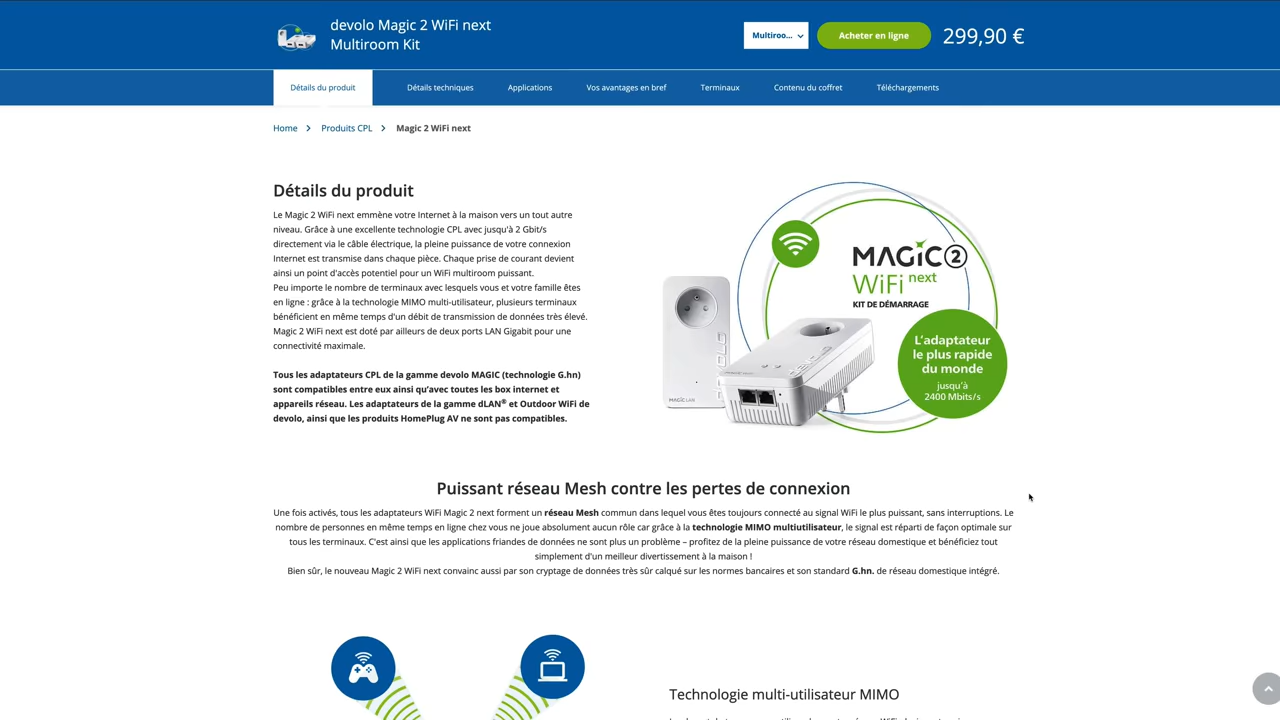 devolo Magic 2 WiFi next
Multiroom Kit
Multiroo...
Acheter en ligne
299,90 €
Détails du produit
Détails techniques
Applications
Vos avantages en bref
Terminaux
Contenu du coffret
Téléchargements
Home > Produits CPL > Magic 2 WiFi next
Détails du produit
Le Magic 2 WiFi next emmène votre Internet à la maison vers un tout autre
niveau. Grâce à une excellente technologie CPL avec jusqu'à 2 Gbit/s
directement via le câble électrique, la pleine puissance de votre connexion
Internet est transmise dans chaque pièce. Chaque prise de courant devient
ainsi un point d'accès potentiel pour un WiFi multiroom puissant.
Peu importe le nombre de terminaux avec lesquels vous et votre famille êtes
en ligne : grâce à la technologie MIMO multi-utilisateur, plusieurs terminaux
bénéficient en même temps d'un débit de transmission de données très élevé.
Magic 2 WiFi next est doté par ailleurs de deux ports LAN Gigabit pour une
connectivité maximale.
Tous les adaptateurs CPL de la gamme devolo MAGIC (technologie G.hn)
sont compatibles entre eux ainsi qu’avec toutes les box internet et
appareils réseau. Les adaptateurs de la gamme dLAN® et Outdoor WiFi de
devolo, ainsi que les produits HomePlug AV ne sont pas compatibles.
MAGIC 2
WiFi next
KIT DE DÉMARRAGE
L'adaptateur
le plus rapide
du monde
jusqu'à
2400 Mbits/s
MAGIC LAN
Puissant réseau Mesh contre les pertes de connexion
Une fois activés, tous les adaptateurs WiFi Magic 2 next forment un réseau Mesh commun dans lequel vous êtes toujours connecté au signal WiFi le plus puissant, sans interruptions. Le
nombre de personnes en même temps en ligne chez vous ne joue absolument aucun rôle car grâce à la technologie MIMO multiutilisateur, le signal est réparti de façon optimale sur
tous les terminaux. C'est ainsi que les applications friandes de données ne sont plus un problème – profitez de la pleine puissance de votre réseau domestique et bénéficiez tout
simplement d'un meilleur divertissement à la maison !
Bien sûr, le nouveau Magic 2 WiFi next convainc aussi par son cryptage de données très sûr calqué sur les normes bancaires et son standard G.hn. de réseau domestique intégré.
Technologie multi-utilisateur MIMO